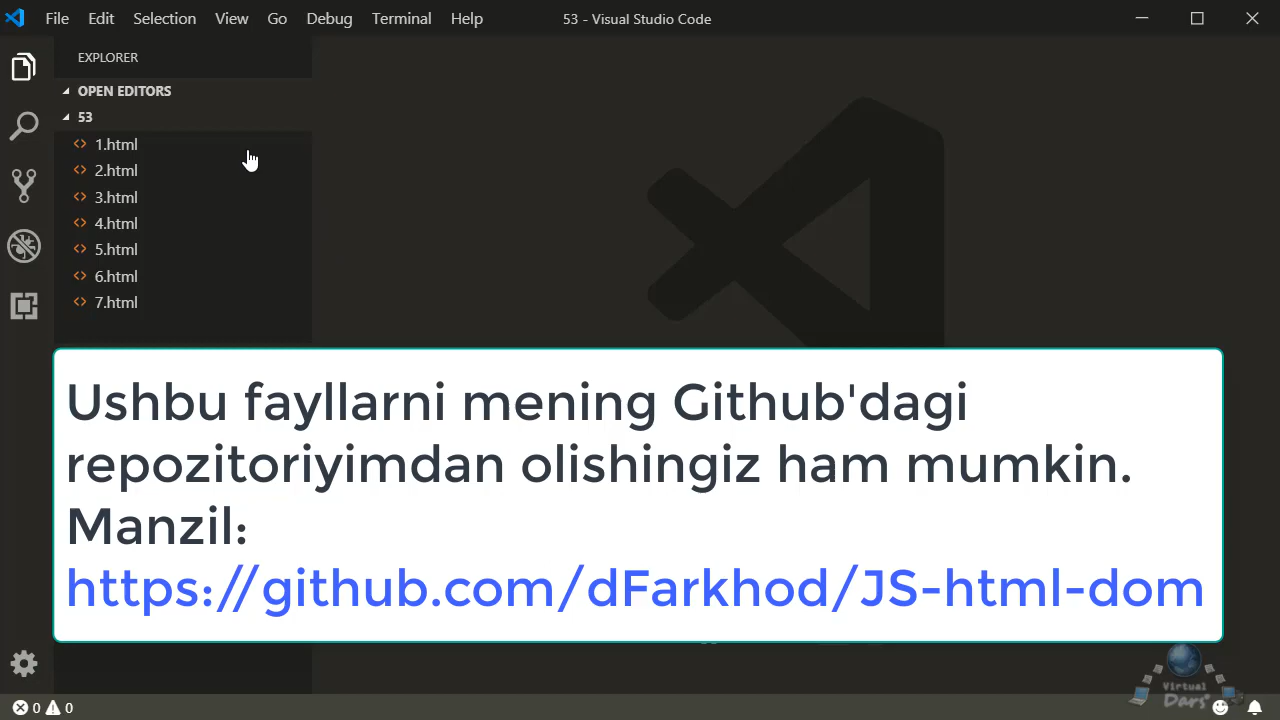 File Edit Selection View Go Debug Terminal Help 53 - Visual Studio Code
EXPLORER
OPEN EDITORS
53
<> 1.html
<> 2.html
<> 3.html
<> 4.html
<> 5.html
<> 6.html
<> 7.html
Ushbu fayllarni mening Github'dagi
repozitoriyimdan olishingiz ham mumkin.
Manzil:
https://github.com/dFarkhod/JS-html-dom
Virtual
Dars
0 0